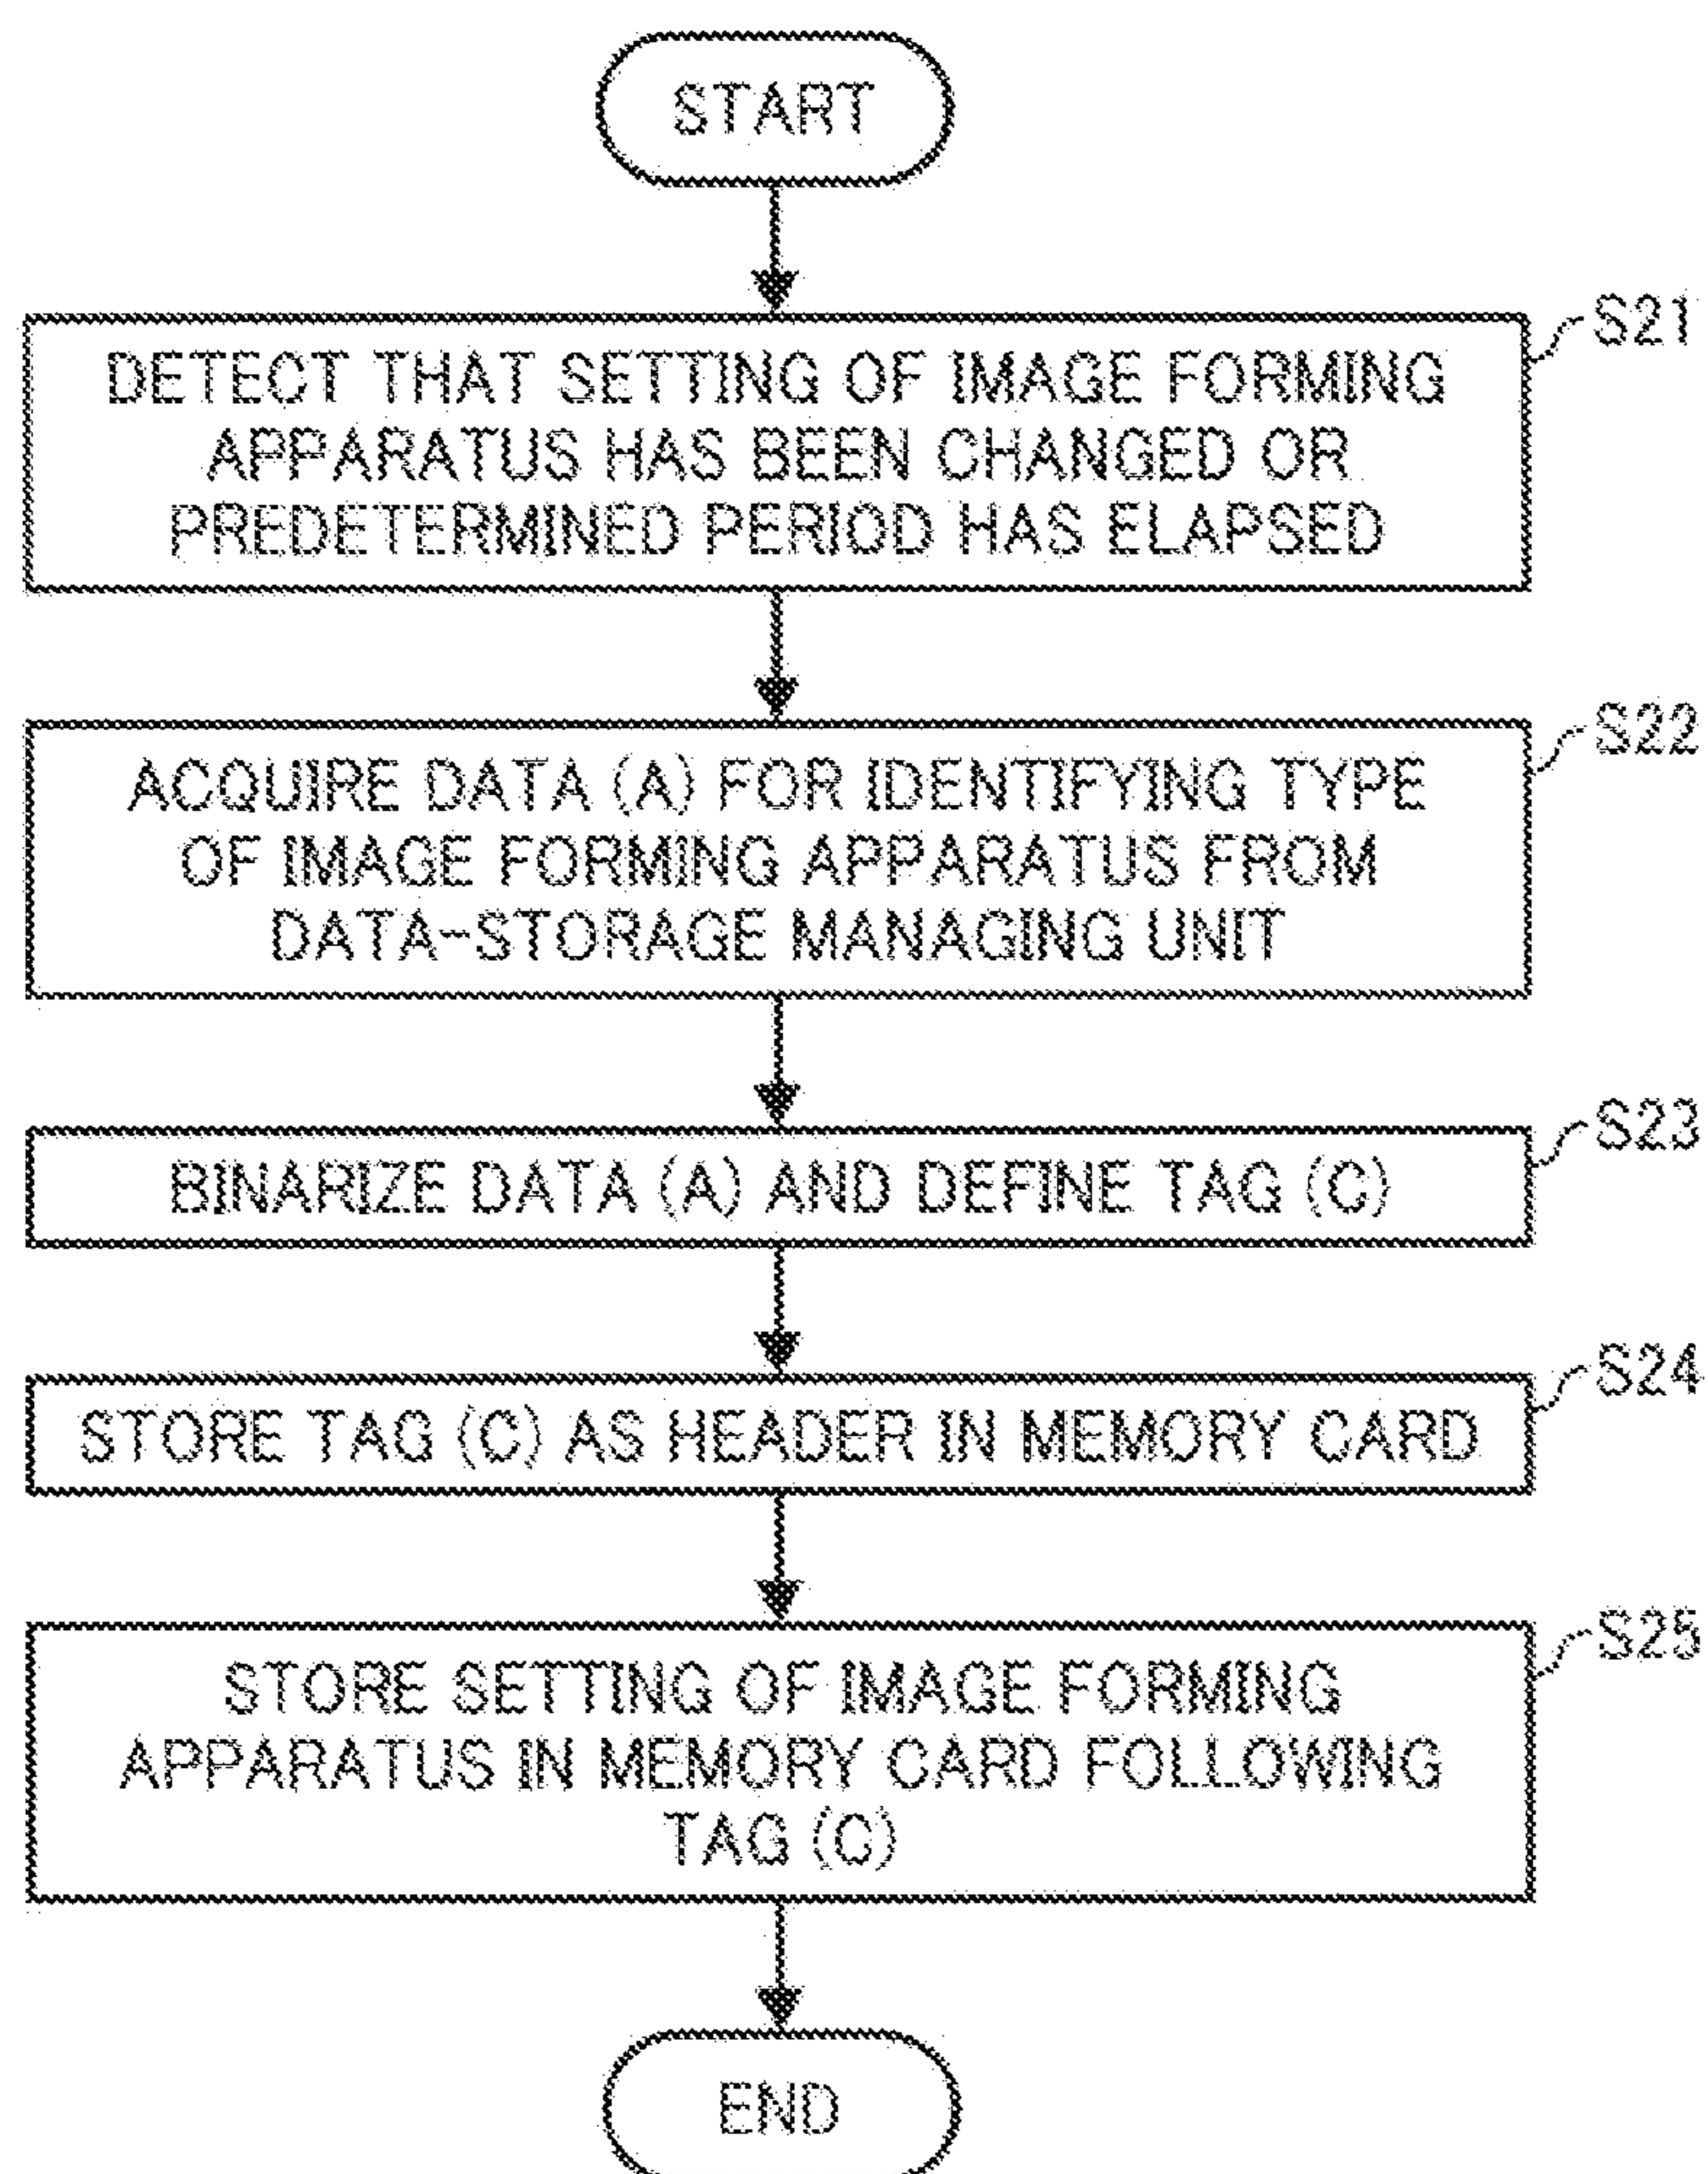 START
S21
DETECT THAT SETTING OF IMAGE FORMING
APPARATUS HAS BEEN CHANGED OR
PREDETERMINED PERIOD HAS ELAPSED
S22
ACQUIRE DATA (A) FOR IDENTIFYING TYPE
OF IMAGE FORMING APPARATUS FROM
DATA-STORAGE MANAGING UNIT
S23
BINARIZE DATA (A) AND DEFINE TAG (C)
S24
STORE TAG (C) AS HEADER IN MEMORY CARD
S25
STORE SETTING OF IMAGE FORMING
APPARATUS IN MEMORY CARD FOLLOWING
TAG (C)
END